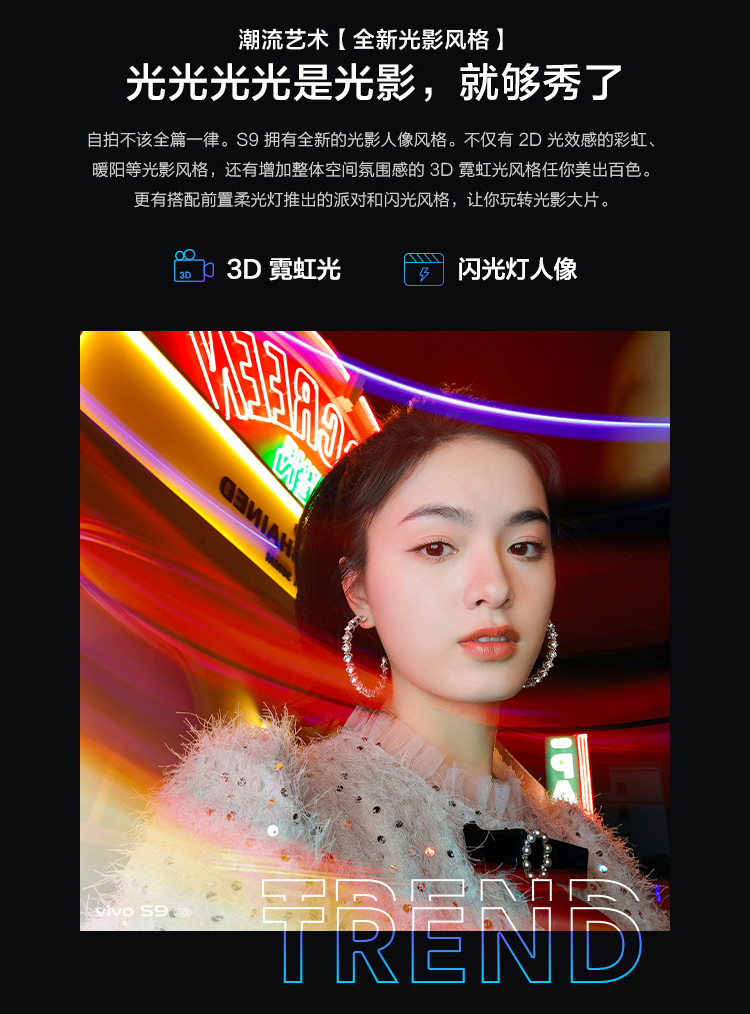 潮流艺术【全新光影风格】
光光光光是光影，就够秀了
自拍不该全篇一律。S9 拥有全新的光影人像风格。不仅有 2D 光效感的彩虹、
暖阳等光影风格，还有增加整体空间氛围感的 3D 霓虹光风格任你美出百色。
更有搭配前置柔光灯推出的派对和闪光风格，让你玩转光影大片。
3D
3D 霓虹光
闪光灯人像
SCREEN
CHAINED
PA
vivo S9 5G
TREND